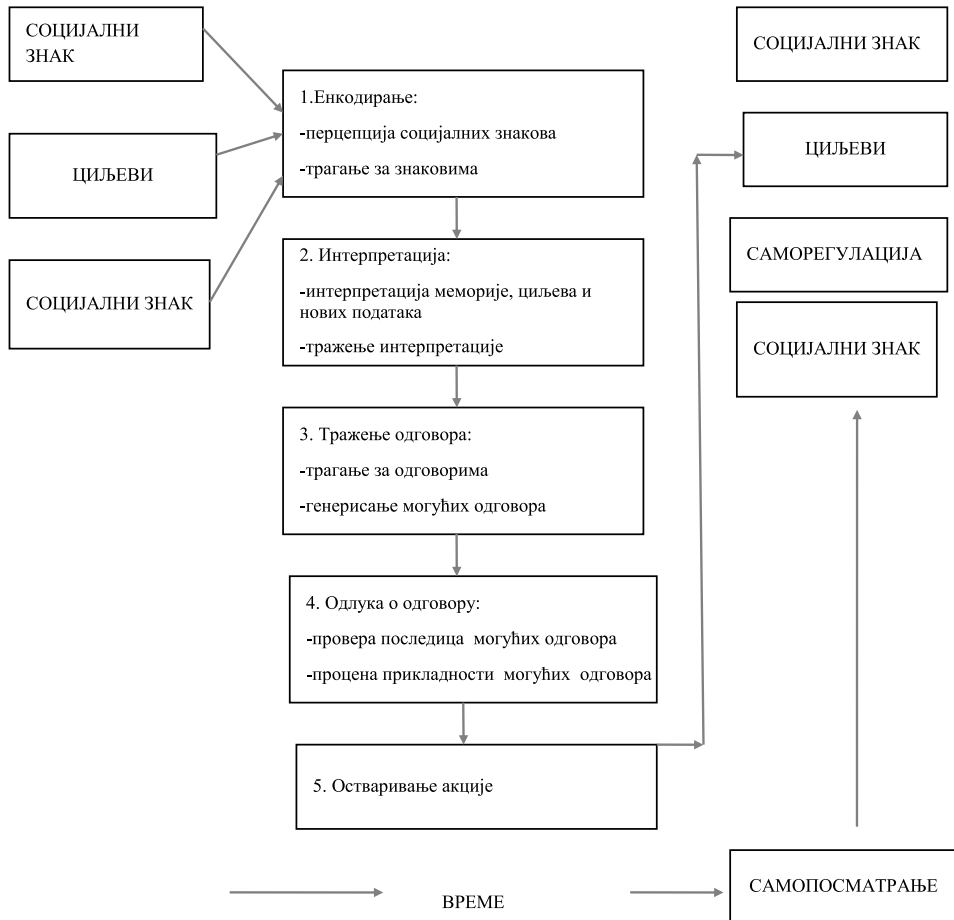 СОЦИЈАЛНИ
ЗНАК
ЦИЉЕВИ
СОЦИЈАЛНИ ЗНАК
1.Енкодирање:
-перцепција социјалних знакова
-трагање за знаковима
2. Интерпретација:
-интерпретација меморије, циљева и
нових података
-тражење интерпретације
3. Тражење одговора:
-трагање за одговорима
-генерисање могућих одговора
4. Одлука о одговору:
-провера последица могућих одговора
-процена прикладности могућих одговора
5. Остваривање акције
СОЦИЈАЛНИ ЗНАК
ЦИЉЕВИ
САМОРЕГУЛАЦИЈА
СОЦИЈАЛНИ ЗНАК
ВРЕМЕ
САМОПОСМАТРАЊЕ